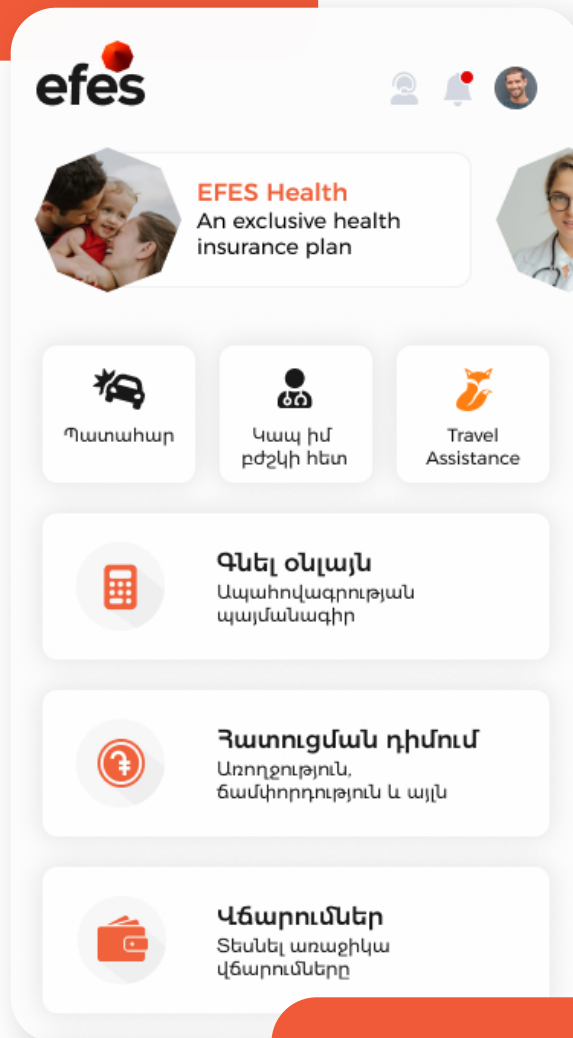 efes
EFES Health
An exclusive health
insurance plan
Պատահար
Կապ իմ
բժշկի հետ
Travel
Assistance
Գնել օնլայն
Ապահովագրության
պայմանագիր
Հատուցման դիմում
Առողջություն,
ճամփորդություն և այլն
Վճարումներ
Տեսնել առաջիկա
վճարումները